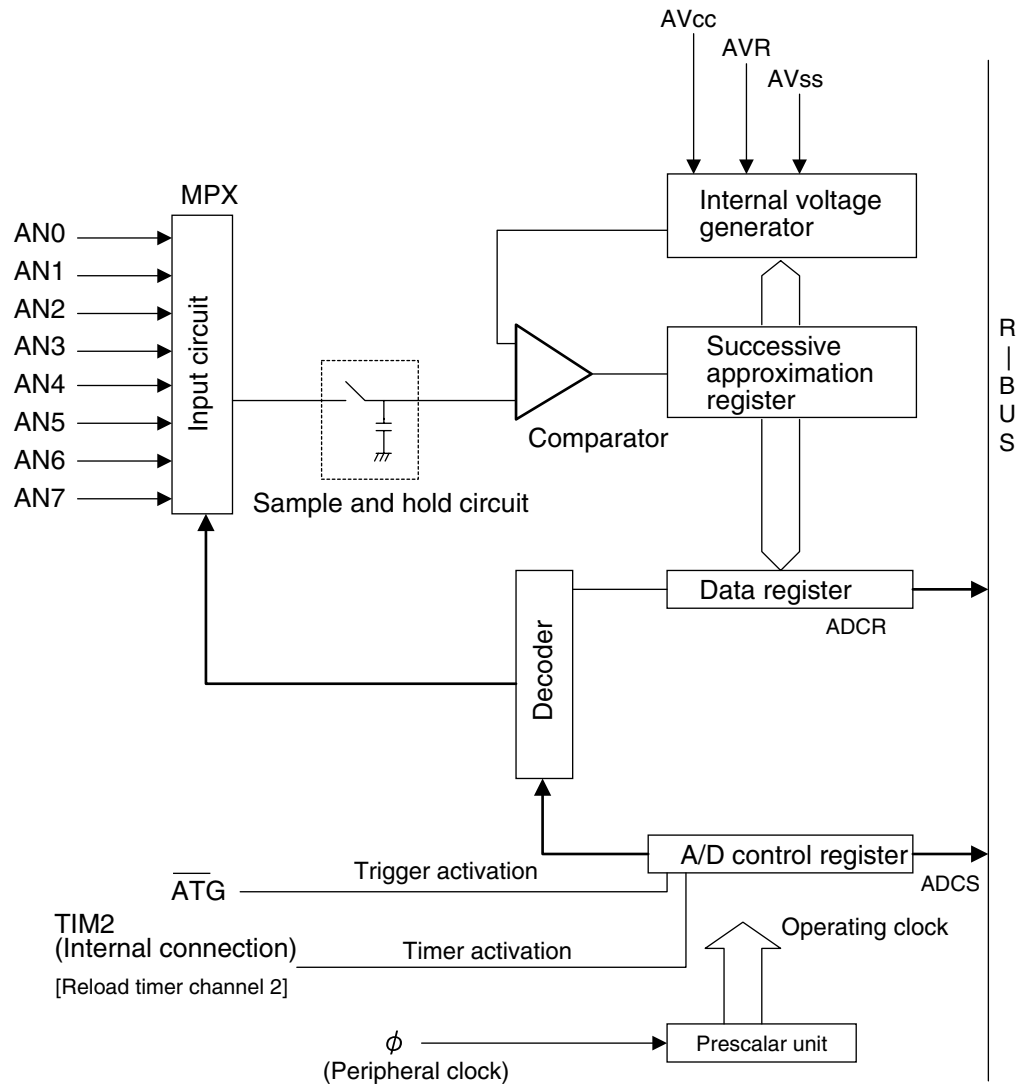 AVcc
AVR
AVss
MPX
Internal voltage
generator
AN0
AN1
AN2
AN3
AN4
AN5
AN6
AN7
Input circuit
R
|
B
U
S
Successive
approximation
register
Comparator
Sample and hold circuit
Decoder
Data register
ADCR
A/D control register
ADCS
ATG
Trigger activation
TIM2
(Internal connection)
[Reload timer channel 2]
Timer activation
Operating clock
ϕ
(Peripheral clock)
Prescalar unit